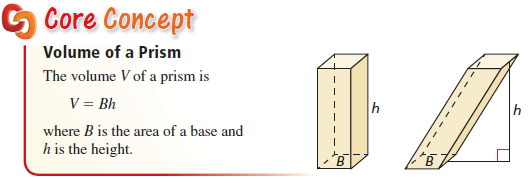 Core Concept
Volume of a Prism
The volume V of a prism is
V = Bh
where B is the area of a base and
h is the height.
h
B
h
B